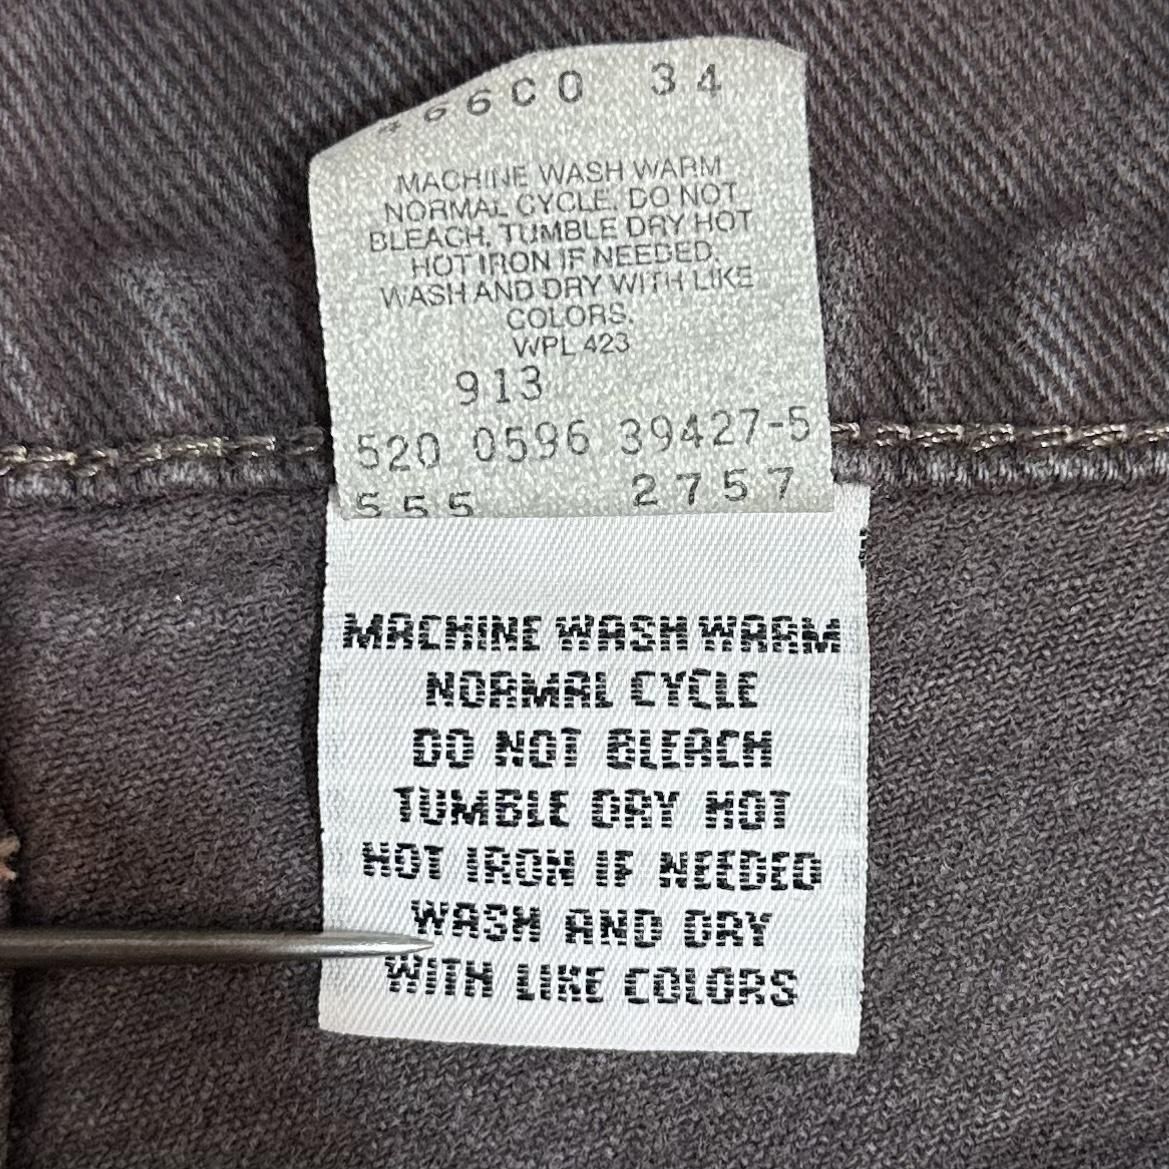 466C0 34
MACHINE WASH WARM
NORMAL CYCLE. DO NOT
BLEACH. TUMBLE DRY HOT
HOT IRON IF NEEDED.
WASH AND DRY WITH LIKE
COLORS.
WPL 423
913
520 0596 39427-5
555 2757
MACHINE WASH WARM
NORMAL CYCLE
DO NOT BLEACH
TUMBLE DRY HOT
HOT IRON IF NEEDED
WASH AND DRY
WITH LIKE COLORS